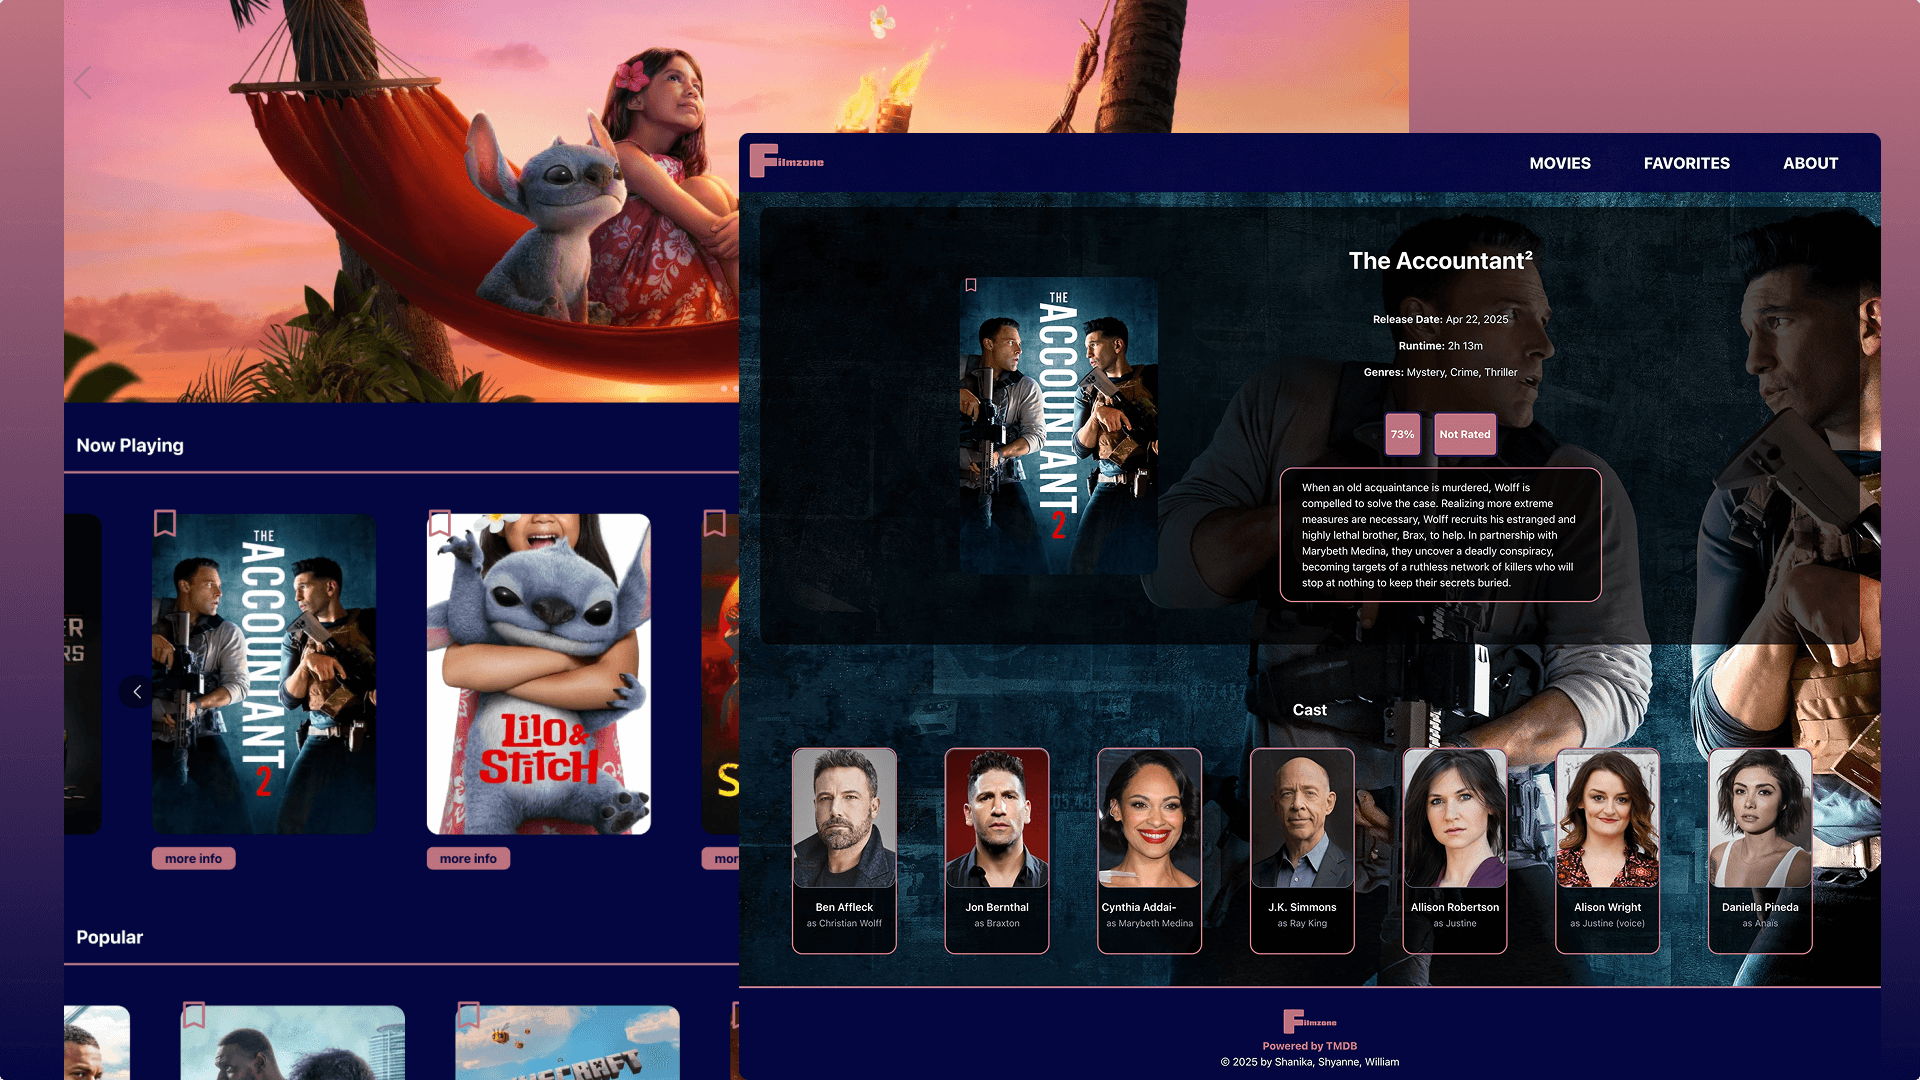 Now Playing
ER
RS
THE
ACCOUNTANT
2
Lilo &
Stitch
S
more info
more info
mor
Popular
MINECRAFT
Filmzone
MOVIES
FAVORITES
ABOUT
THE
ACCOUNTANT
2
The Accountant²
Release Date: Apr 22, 2025
Runtime: 2h 13m
Genres: Mystery, Crime, Thriller
73%
Not Rated
When an old acquaintance is murdered, Wolff is
compelled to solve the case. Realizing more extreme
measures are necessary, Wolff recruits his estranged and
highly lethal brother, Brax, to help. In partnership with
Marybeth Medina, they uncover a deadly conspiracy,
becoming targets of a ruthless network of killers who will
stop at nothing to keep their secrets buried.
Cast
Ben Affleck
as Christian Wolff
Jon Bernthal
as Braxton
Cynthia Addai-
as Marybeth Medina
J.K. Simmons
as Ray King
Allison Robertson
as Justine
Alison Wright
as Justine (voice)
Daniella Pineda
as Anaïs
Filmzone
Powered by TMDB
© 2025 by Shanika, Shyanne, William